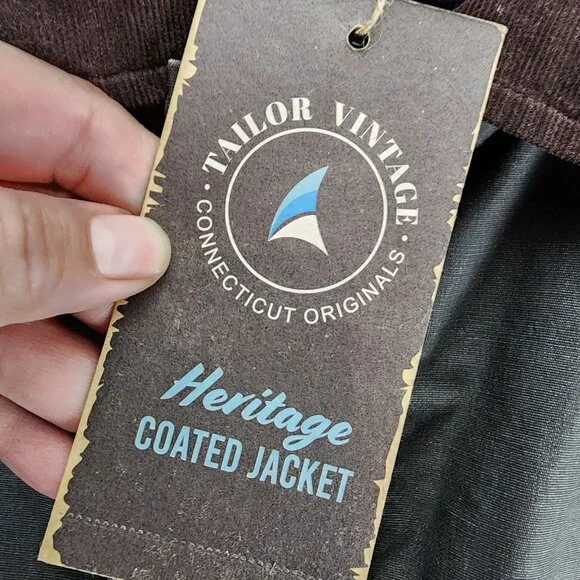 TAILOR VINTAGE
• CONNECTICUT ORIGINALS •
Heritage
COATED JACKET